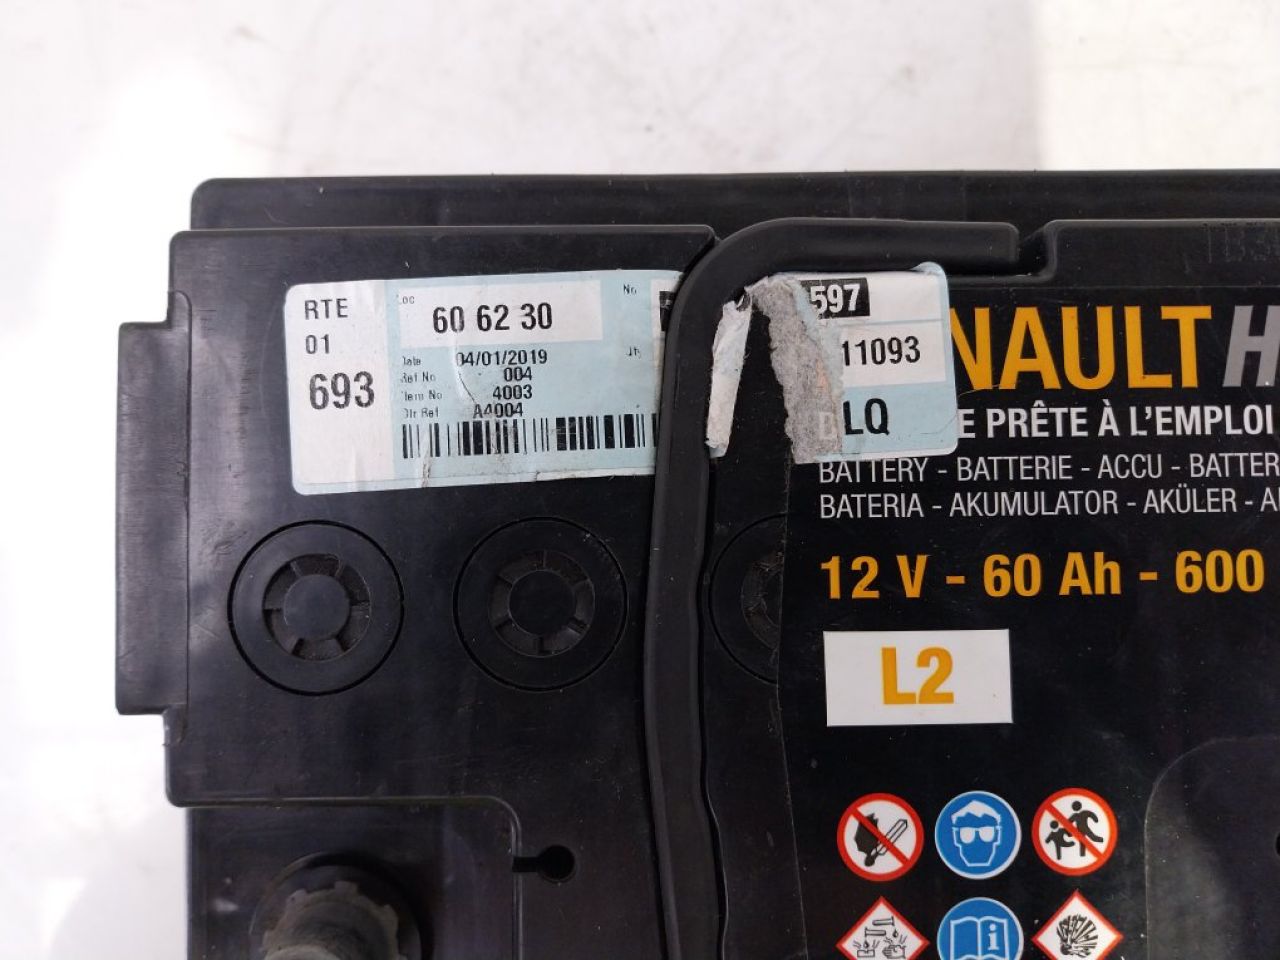 RTE
01
693
Loc
60 62 30
No
Date 04/01/2019
Ref No 004
Item No 4003
Dlr Ref A4004
597
11093
LQ
NAULT H
E PRÊTE À L'EMPLOI
BATTERY - BATTERIE - ACCU - BATTER
BATERIA - AKUMULATOR - AKÜLER - A
12 V - 60 Ah - 600
L2